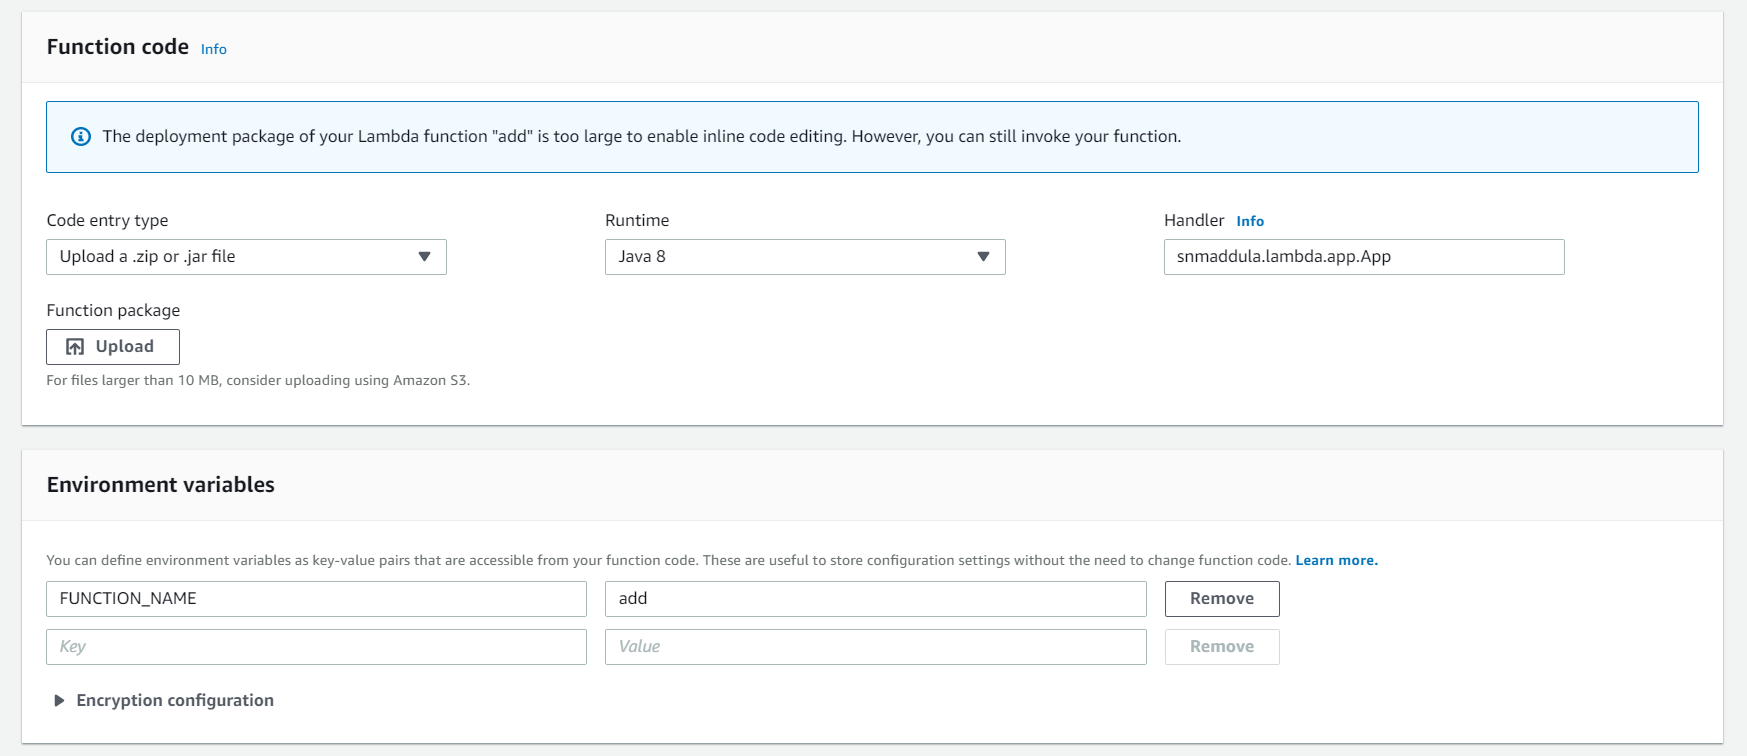 Function code Info
The deployment package of your Lambda function "add" is too large to enable inline code editing. However, you can still invoke your function.
Code entry type Runtime Handler Info
Upload a .zip or .jar file Java 8 snmaddula.lambda.app.App
Function package
Upload
For files larger than 10 MB, consider uploading using Amazon S3.
Environment variables
You can define environment variables as key-value pairs that are accessible from your function code. These are useful to store configuration settings without the need to change function code. Learn more.
FUNCTION_NAME add Remove
Key Value Remove
Encryption configuration